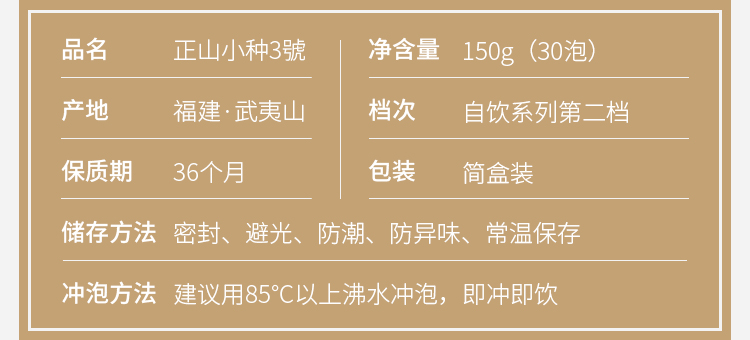 品名 正山小种3號 净含量 150g（30泡）
产地 福建·武夷山 档次 自饮系列第二档
保质期 36个月 包装 简盒装
储存方法 密封、避光、防潮、防异味、常温保存
冲泡方法 建议用85℃以上沸水冲泡，即冲即饮